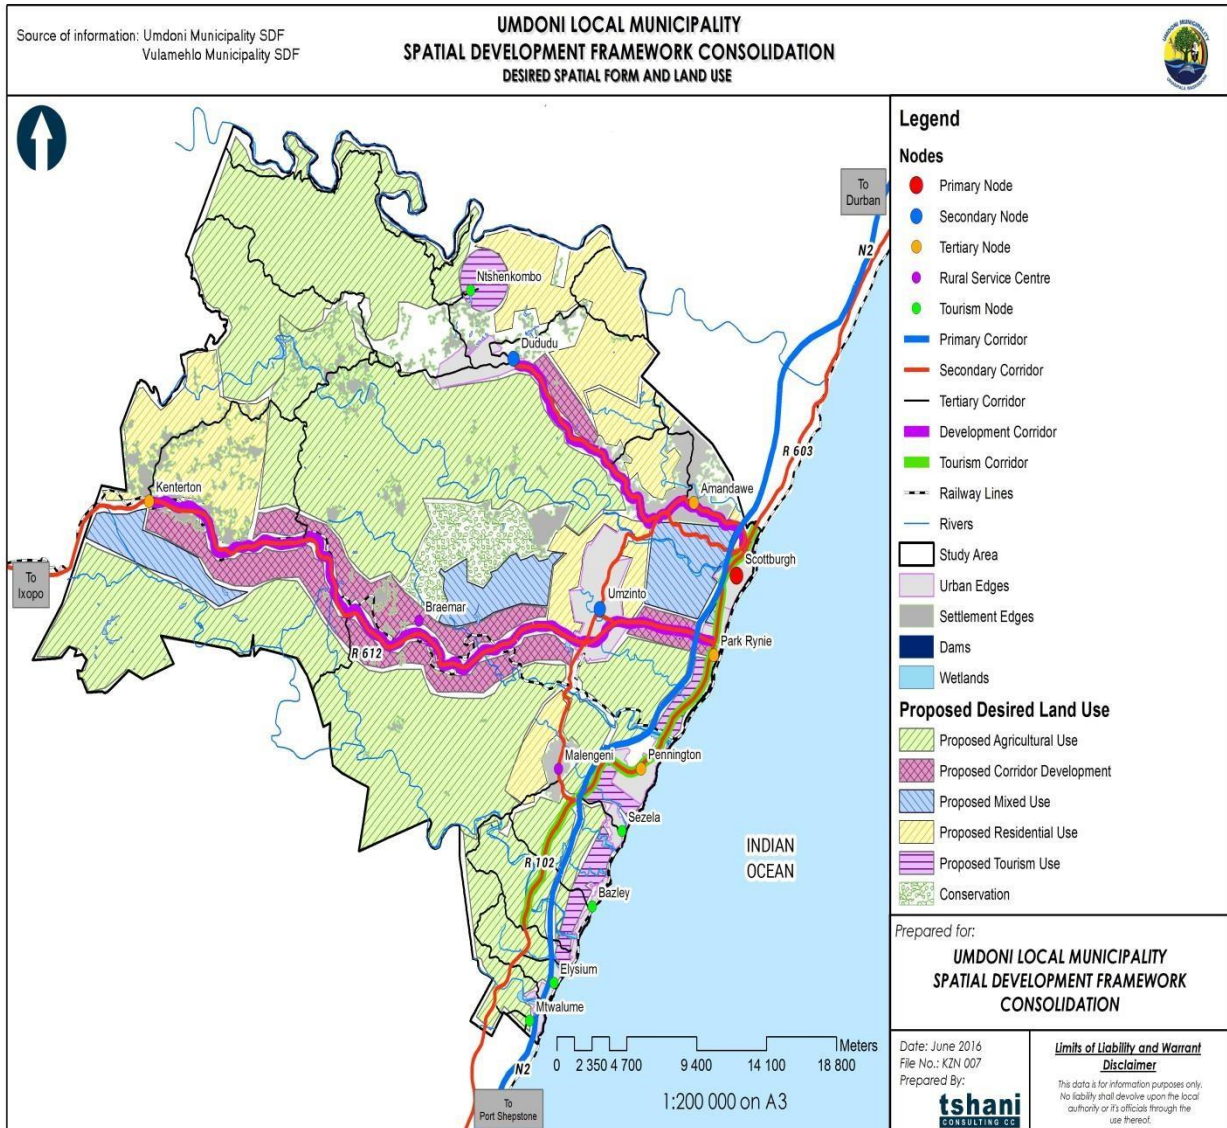 Source of information: Umdoni Municipality SDF
Vulamehlo Municipality SDF
UMDONI LOCAL MUNICIPALITY
SPATIAL DEVELOPMENT FRAMEWORK CONSOLIDATION
DESIRED SPATIAL FORM AND LAND USE
UMDONI MUNICIPALITY
To
Durban
N2
Ntshenkombo
Dududu
R 603
Kenterton
Amandawe
Scottburgh
To
Ixopo
Umzinto
Braemar
Park Rynie
R 612
Malengeni
Pennington
Sezela
INDIAN
OCEAN
R 102
Bazley
Elysium
Mtwalume
N2
To
Port Shepstone
Meters
0 2 350 4 700 9 400 14 100 18 800
1:200 000 on A3
Legend
Nodes
Primary Node
Secondary Node
Tertiary Node
Rural Service Centre
Tourism Node
Primary Corridor
Secondary Corridor
Tertiary Corridor
Development Corridor
Tourism Corridor
Railway Lines
Rivers
Study Area
Urban Edges
Settlement Edges
Dams
Wetlands
Proposed Desired Land Use
Proposed Agricultural Use
Proposed Corridor Development
Proposed Mixed Use
Proposed Residential Use
Proposed Tourism Use
Conservation
Prepared for:
UMDONI LOCAL MUNICIPALITY
SPATIAL DEVELOPMENT FRAMEWORK
CONSOLIDATION
Date: June 2016
File No.: KZN 007
Prepared By:
tshani
CONSULTING CC
Limits of Liability and Warrant
Disclaimer
This data is for information purposes only.
No liability shall devolve upon the local
authority or it's officials through the
use thereof.